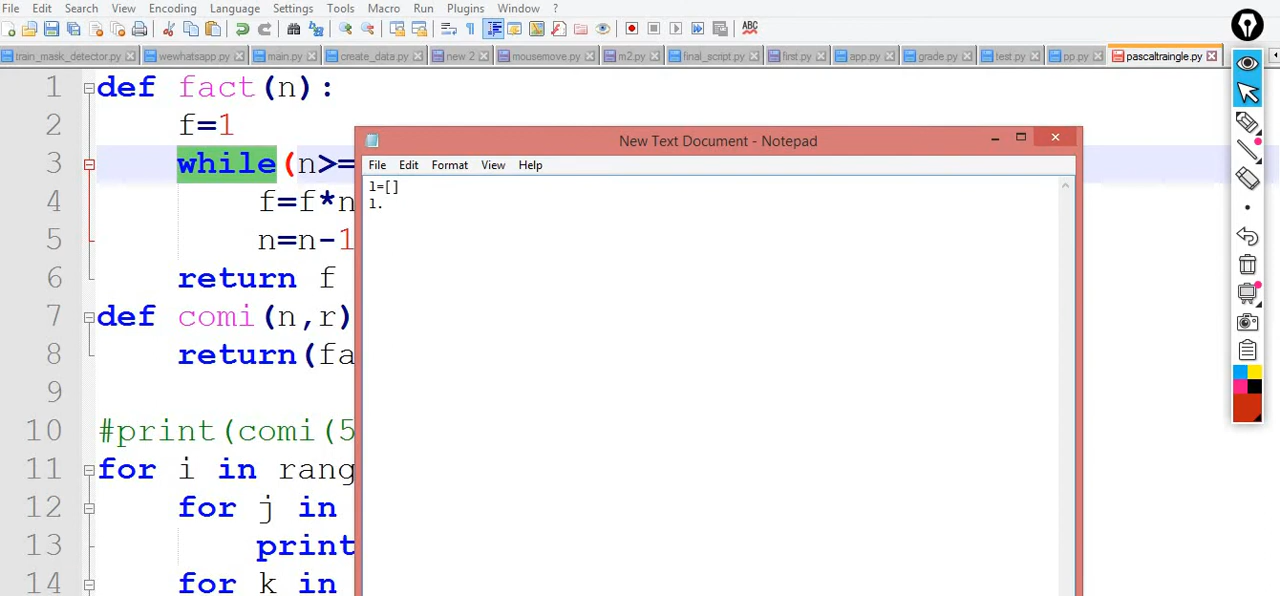 File Edit Search View Encoding Language Settings Tools Macro Run Plugins Window ?
ABC
train_mask_detector.py wewhatsapp.py main.py create_data.py new 2 mousemove.py m2.py final_script.py first.py app.py grade.py test.py pp.py pascaltraingle.py
1 def fact(n):
2 f=1
3 while(n>=
4 f=f*n
5 n=n-1
6 return f
7 def comi(n,r)
8 return(fa
9
10 #print(comi(5
11 for i in rang
12 for j in
13 print
14 for k in
New Text Document - Notepad
File Edit Format View Help
l=[]
l.